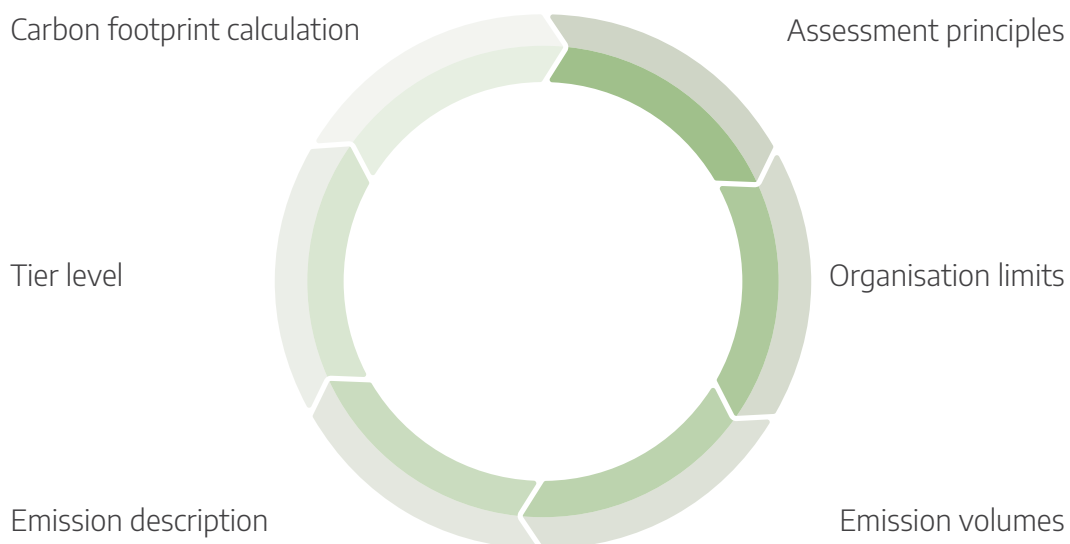 Carbon footprint calculation
Assessment principles
Tier level
Organisation limits
Emission description
Emission volumes